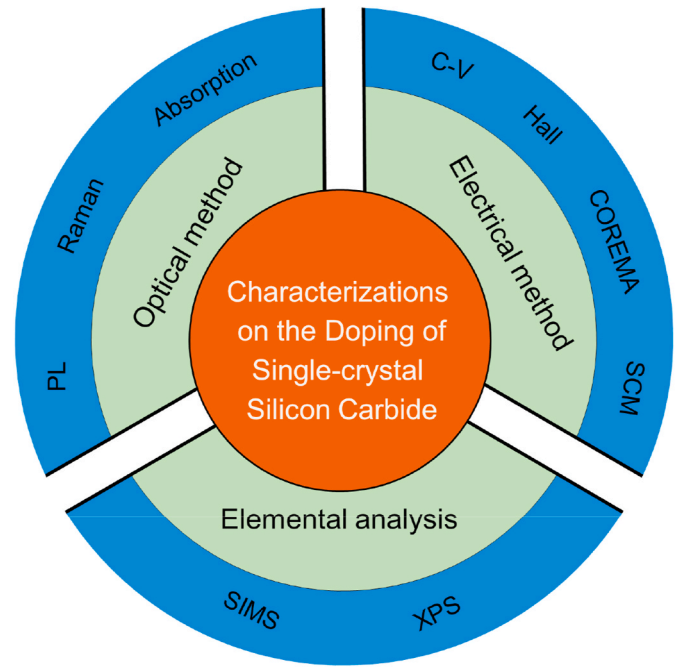 Characterizations
on the Doping of
Single-crystal
Silicon Carbide
Optical method
PL
Raman
Absorption
Electrical method
C-V
Hall
COREMA
SCM
Elemental analysis
SIMS
XPS